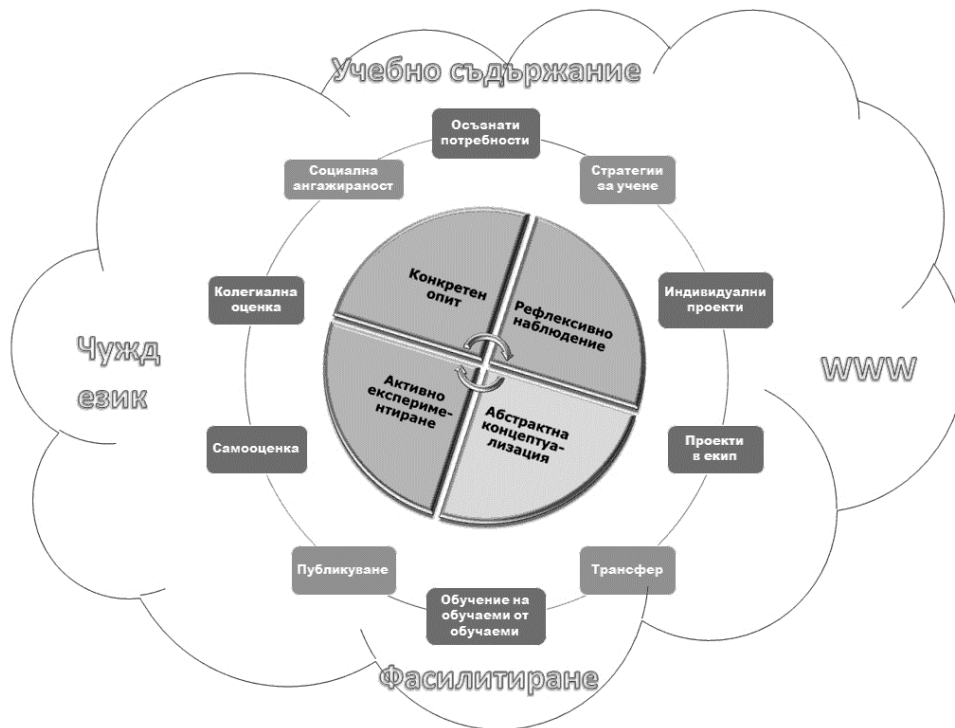 Учебно съдържание
Осъзнати
потребности
Социална
ангажираност
Стратегии
за учене
Колегиална
оценка
Индивидуални
проекти
Конкретен
опит
Рефлексивно
наблюдение
Чужд
език
WWW
Активно
експериме-
нтиране
Абстрактна
концептуа-
лизация
Самооценка
Проекти
в екип
Публикуване
Трансфер
Обучение на
обучаеми от
обучаеми
Фасилитиране